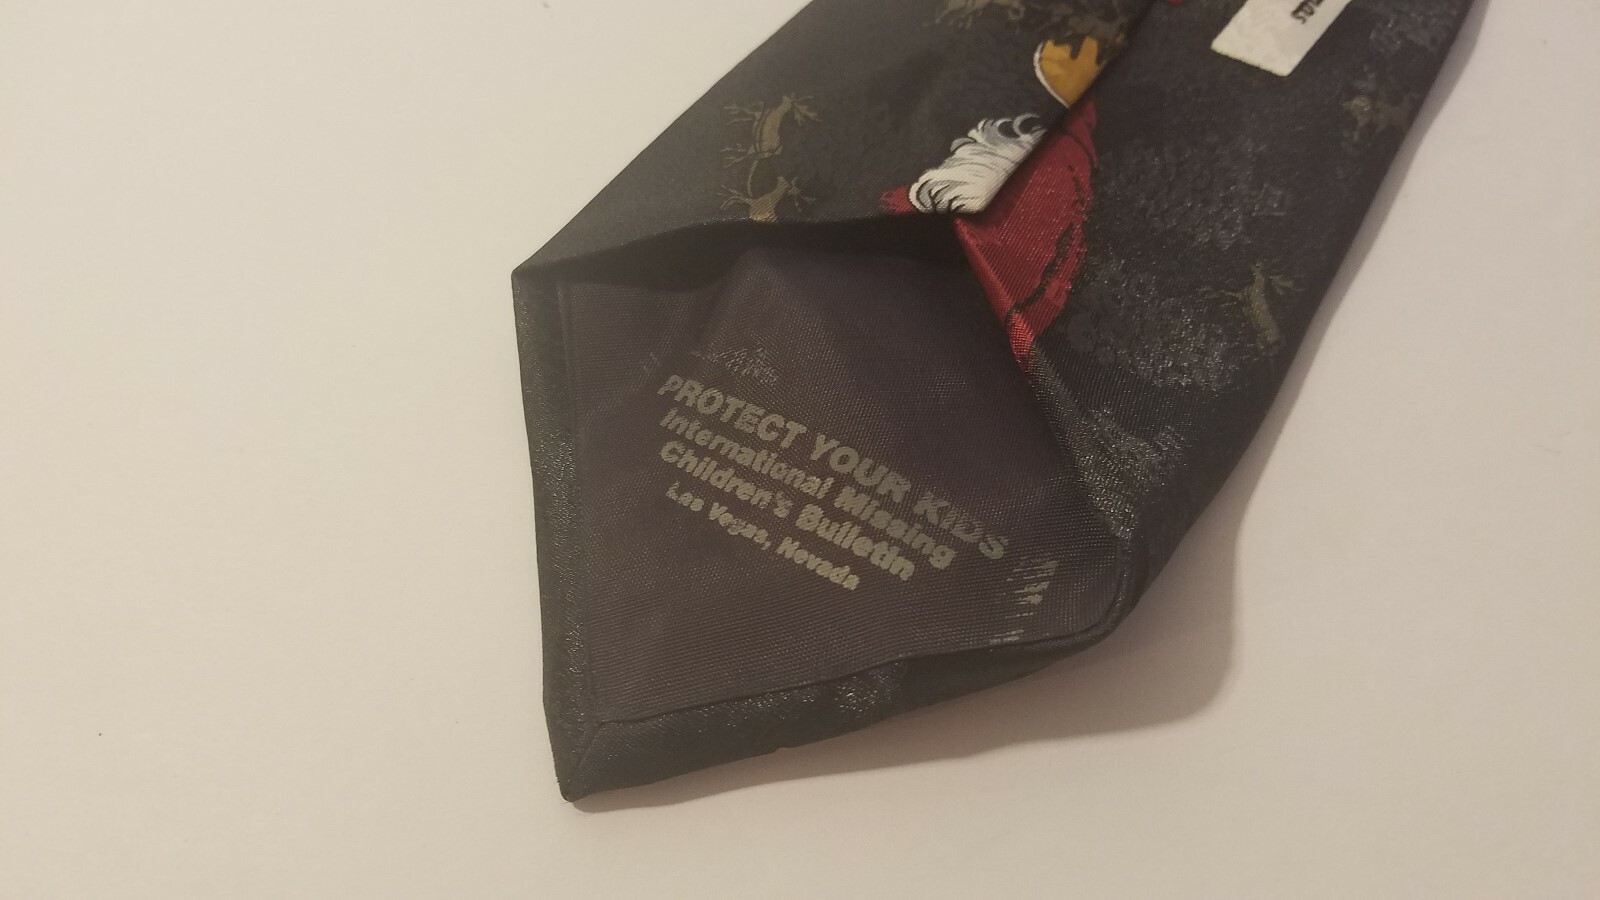 PROTECT YOUR KIDS
International Missing
Children's Bulletin
Las Vegas, Nevada